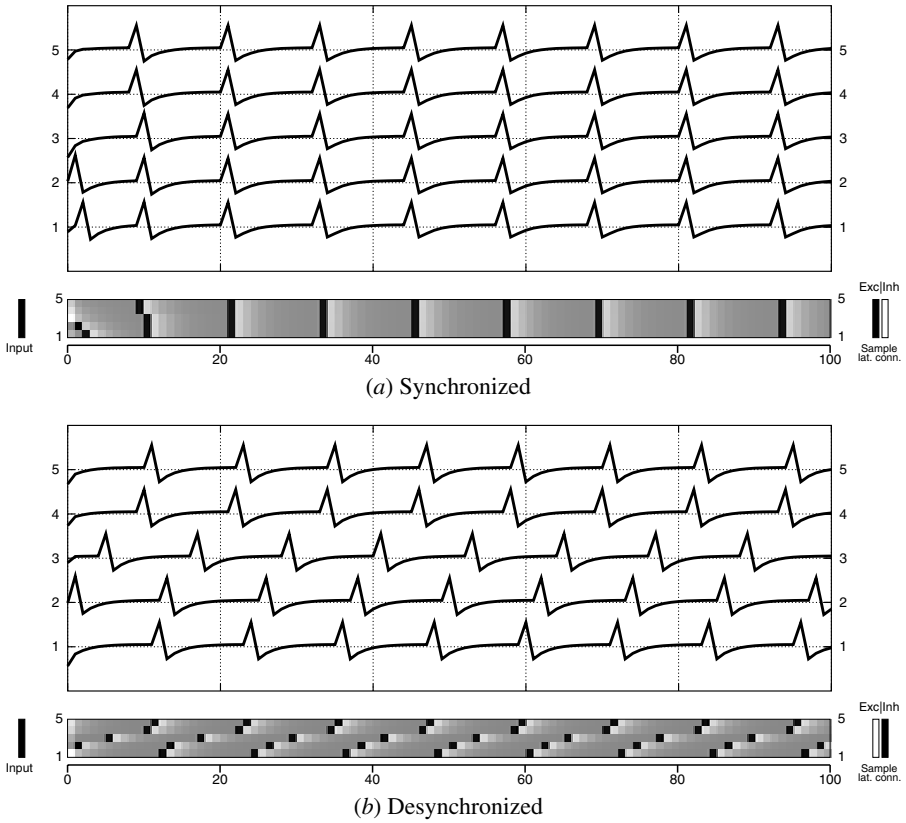 5 5
4 4
3 3
2 2
1 1
Exc|Inh
5 5
1 1
Input
Sample
lat. conn.
0 20 40 60 80 100
(a) Synchronized
5 5
4 4
3 3
2 2
1 1
Exc|Inh
5 5
1 1
Input
Sample
lat. conn.
0 20 40 60 80 100
(b) Desynchronized